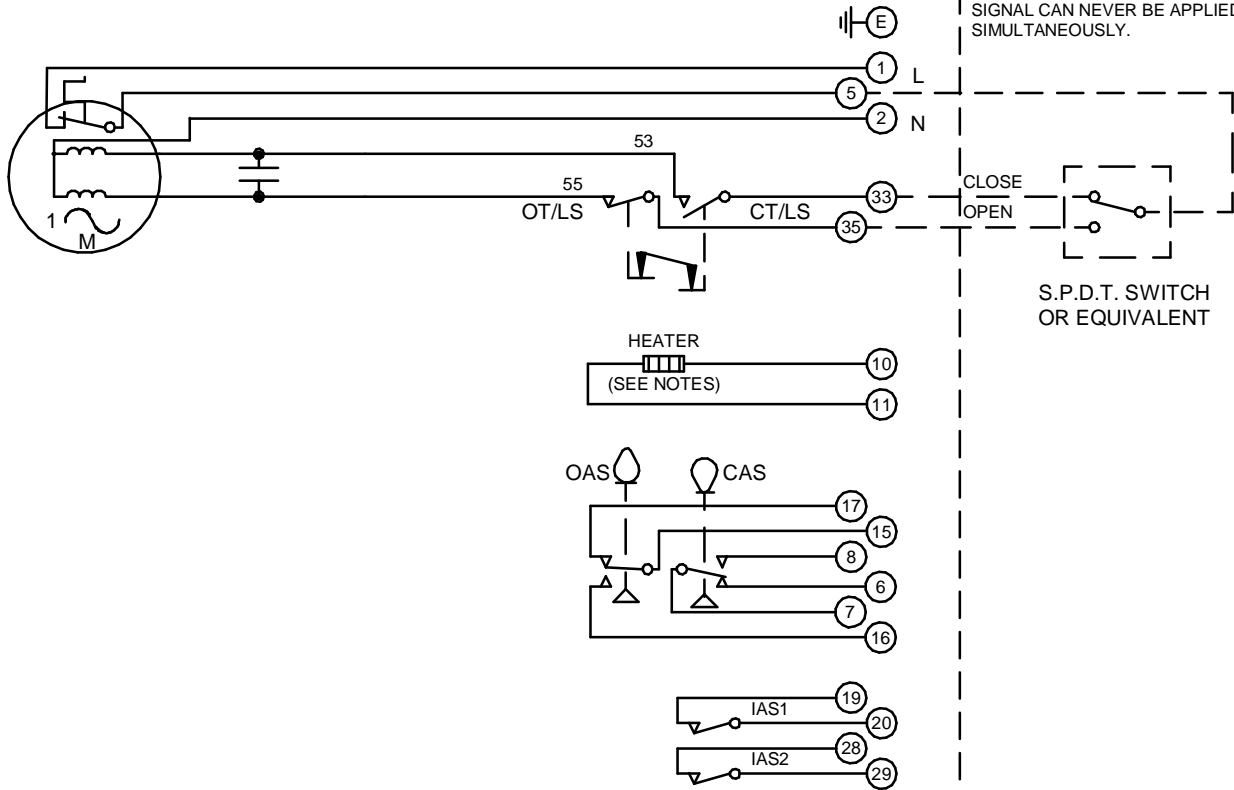 SIGNAL CAN NEVER BE APPLIED
SIMULTANEOUSLY.
E
1
L
5
2
N
53
55
OT/LS
CT/LS
33
CLOSE
35
OPEN
1
M
S.P.D.T. SWITCH
OR EQUIVALENT
HEATER
(SEE NOTES)
10
11
OAS
CAS
17
15
8
6
7
16
19
IAS1
20
28
IAS2
29